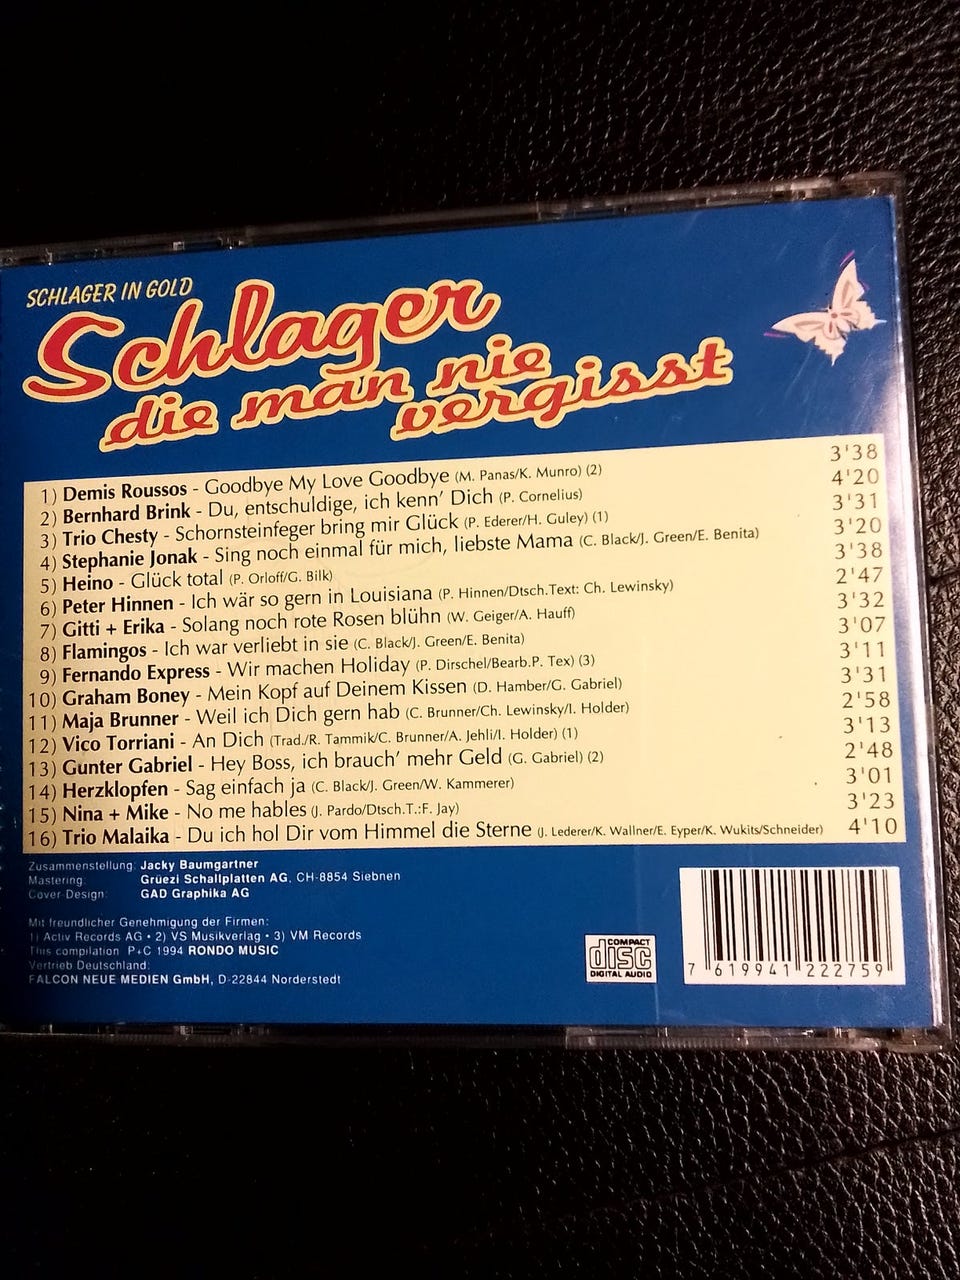 SCHLAGER IN GOLD
Schlager
die man nie
vergisst
1) Demis Roussos - Goodbye My Love Goodbye (M. Panas/K. Munro) (2) 3'38
2) Bernhard Brink - Du, entschuldige, ich kenn' Dich (P. Cornelius) 4'20
3) Trio Chesty - Schornsteinfeger bring mir Glück (P. Ederer/H. Guley) (1) 3'31
4) Stephanie Jonak - Sing noch einmal für mich, liebste Mama (C. Black/J. Green/E. Benita) 3'20
5) Heino - Glück total (P. Orloff/G. Bilk) 3'38
6) Peter Hinnen - Ich wär so gern in Louisiana (P. Hinnen/Dtsch.Text: Ch. Lewinsky) 2'47
7) Gitti + Erika - Solang noch rote Rosen blühn (W. Geiger/A. Hauff) 3'32
8) Flamingos - Ich war verliebt in sie (C. Black/J. Green/E. Benita) 3'07
9) Fernando Express - Wir machen Holiday (P. Dirschel/Bearb.P. Tex) (3) 3'11
10) Graham Boney - Mein Kopf auf Deinem Kissen (D. Hamber/G. Gabriel) 3'31
11) Maja Brunner - Weil ich Dich gern hab (C. Brunner/Ch. Lewinsky/I. Holder) 2'58
12) Vico Torriani - An Dich (Trad./R. Tammik/C. Brunner/A. Jehli/I. Holder) (1) 3'13
13) Gunter Gabriel - Hey Boss, ich brauch' mehr Geld (G. Gabriel) (2) 2'48
14) Herzklopfen - Sag einfach ja (C. Black/J. Green/W. Kammerer) 3'01
15) Nina + Mike - No me hables (J. Pardo/Dtsch.T.:F. Jay) 3'23
16) Trio Malaika - Du ich hol Dir vom Himmel die Sterne (J. Lederer/K. Wallner/E. Eyper/K. Wukits/Schneider) 4'10
Zusammenstellung: Jacky Baumgartner
Mastering: Grüezi Schallplatten AG, CH-8854 Siebnen
Cover-Design: GAD Graphika AG
Mit freundlicher Genehmigung der Firmen:
1) Activ Records AG • 2) VS Musikverlag • 3) VM Records
This compilation P+C 1994 RONDO MUSIC
Vertrieb Deutschland:
FALCON NEUE MEDIEN GmbH, D-22844 Norderstedt
COMPACT
disc
DIGITAL AUDIO
7 619941 222759